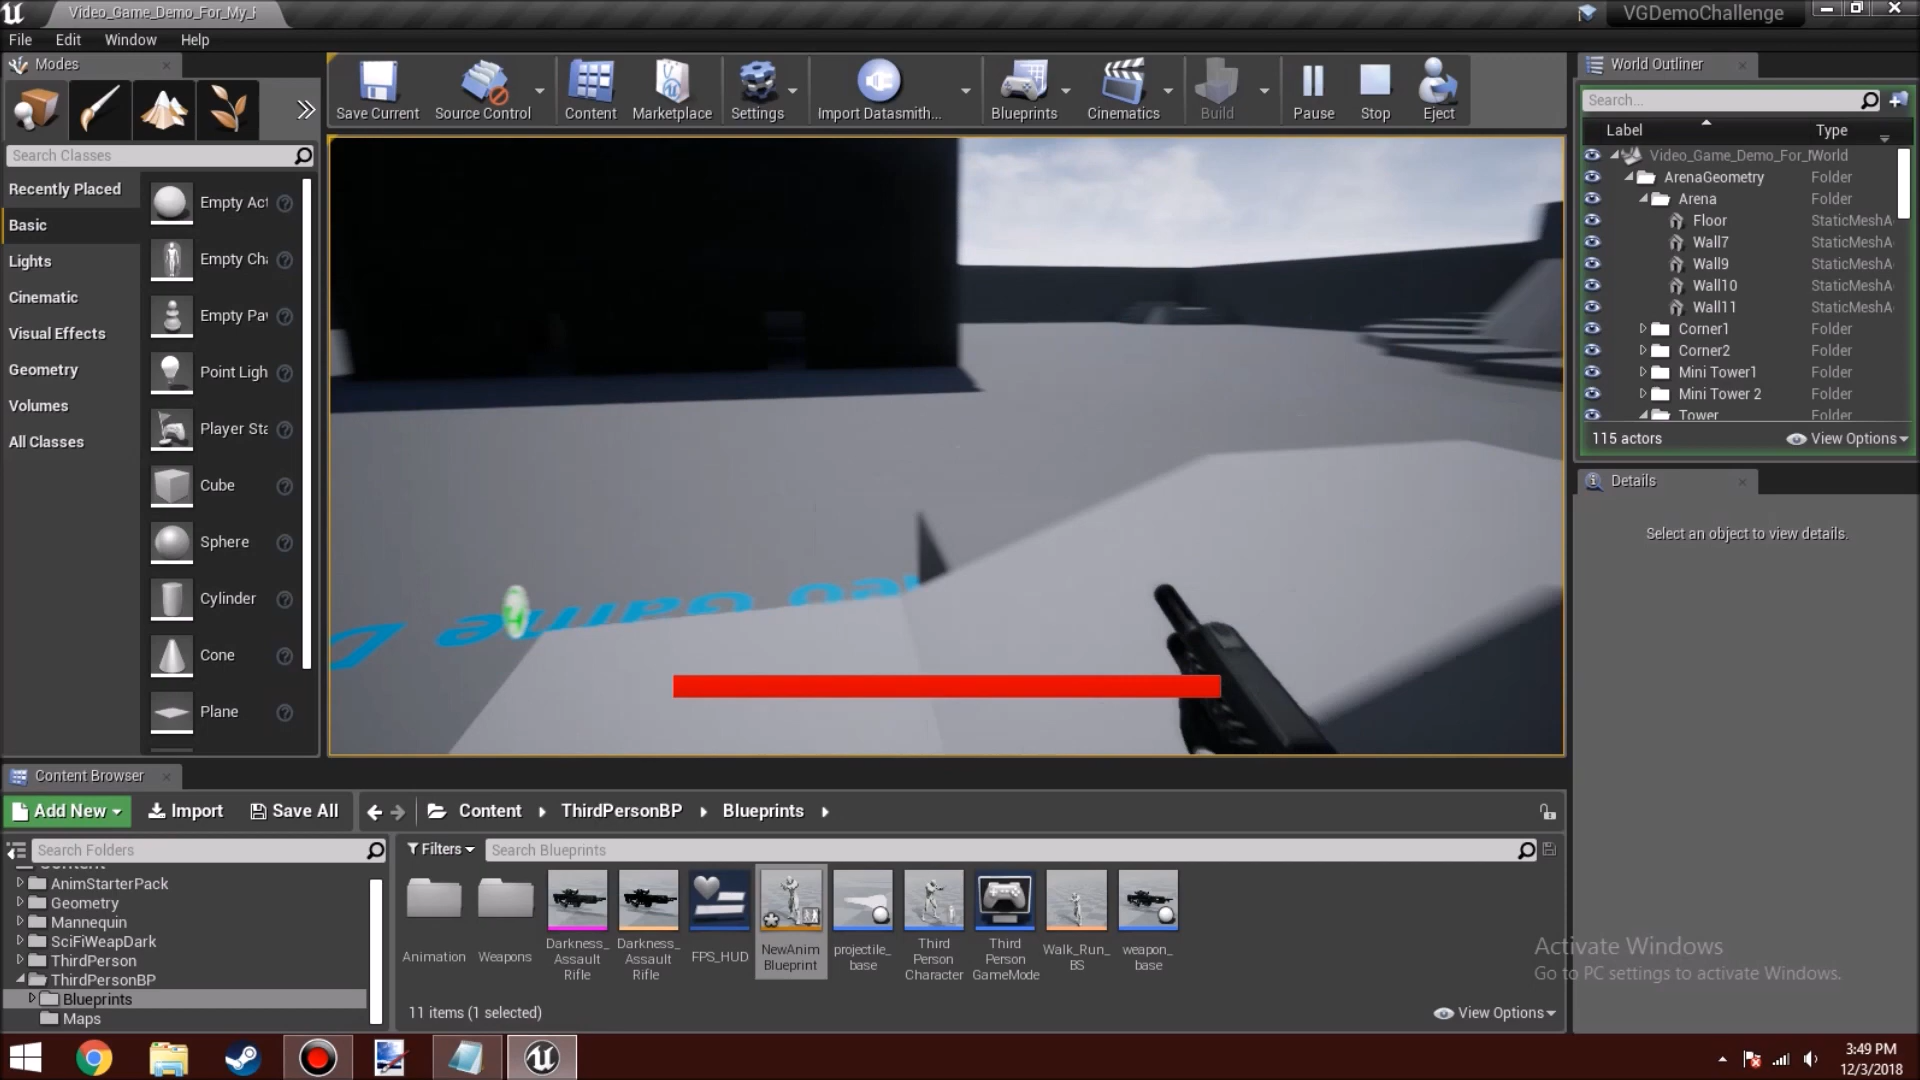 Video_Game_Demo_For_My_
VGDemoChallenge
File Edit Window Help
Modes
Save Current
Source Control
Content
Marketplace
Settings
Import Datasmith...
Blueprints
Cinematics
Build
Pause
Stop
Eject
World Outliner
Search...
Label Type
Search Classes
Recently Placed
Basic
Lights
Cinematic
Visual Effects
Geometry
Volumes
All Classes
Empty Act
Empty Cha
Empty Pav
Point Ligh
Player Sta
Cube
Sphere
Cylinder
Cone
Plane
Video_Game_Demo_For_M World
ArenaGeometry Folder
Arena Folder
Floor StaticMeshA
Wall7 StaticMeshA
Wall9 StaticMeshA
Wall10 StaticMeshA
Wall11 StaticMeshA
Corner1 Folder
Corner2 Folder
Mini Tower1 Folder
Mini Tower 2 Folder
Tower Folder
115 actors View Options
Details
Select an object to view details.
eo Game D
Content Browser
Add New Import Save All Content ThirdPersonBP Blueprints
Search Folders
Filters Search Blueprints
Content
AnimStarterPack
Geometry
Mannequin
SciFiWeapDark
ThirdPerson
ThirdPersonBP
Blueprints
Maps
Animation
Weapons
Darkness_
Assault
Rifle
Darkness_
Assault
Rifle
FPS_HUD
NewAnim
Blueprint
projectile_
base
Third
Person
Character
Third
Person
GameMode
Walk_Run_
BS
weapon_
base
11 items (1 selected) View Options
Activate Windows
Go to PC settings to activate Windows.
3:49 PM
12/3/2018